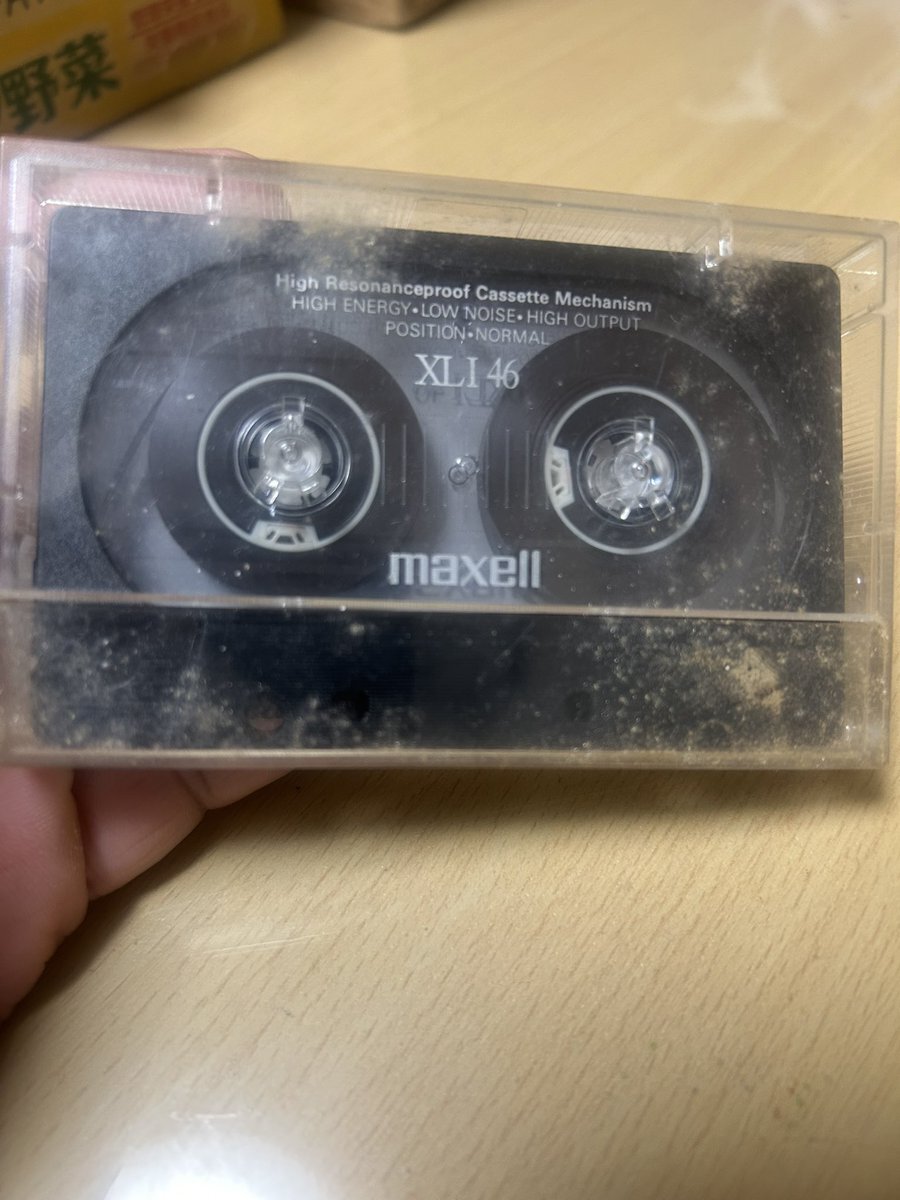 野菜
High Resonanceproof Cassette Mechanism
HIGH ENERGY•LOW NOISE•HIGH OUTPUT
POSITION•NORMAL
XLI 46
maxell